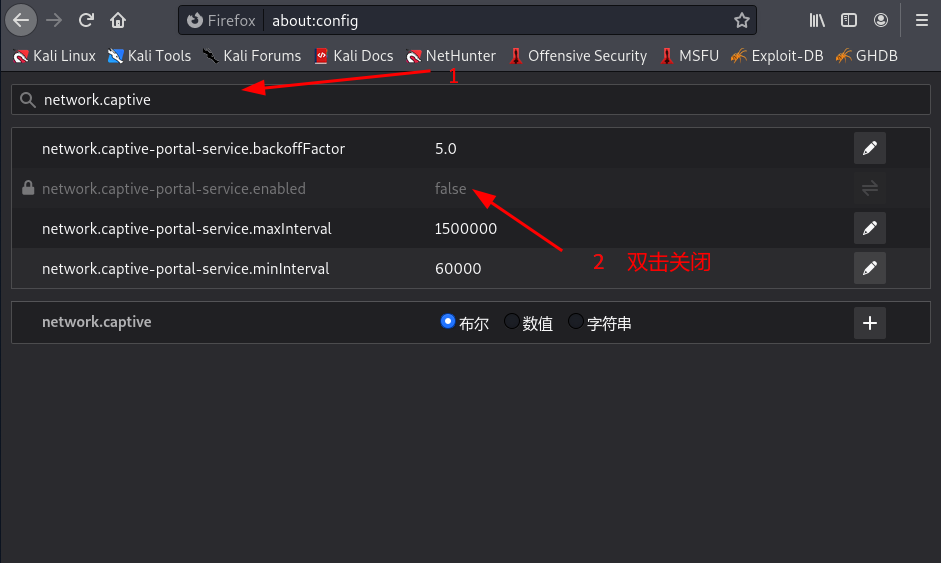 Firefox about:config
Kali Linux Kali Tools Kali Forums Kali Docs NetHunter Offensive Security MSFU Exploit-DB GHDB
1
network.captive
network.captive-portal-service.backoffFactor 5.0
network.captive-portal-service.enabled false
network.captive-portal-service.maxInterval 1500000
2 双击关闭
network.captive-portal-service.minInterval 60000
network.captive 布尔 数值 字符串